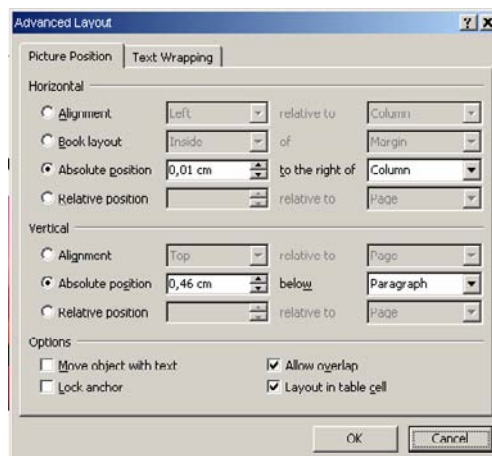 Advanced Layout
Picture Position Text Wrapping
Horizontal
Alignment Left relative to Column
Book layout Inside of Margin
Absolute position 0,01 cm to the right of Column
Relative position relative to Page
Vertical
Alignment Top relative to Page
Absolute position 0,46 cm below Paragraph
Relative position relative to Page
Options
Move object with text Allow overlap
Lock anchor Layout in table cell
OK Cancel